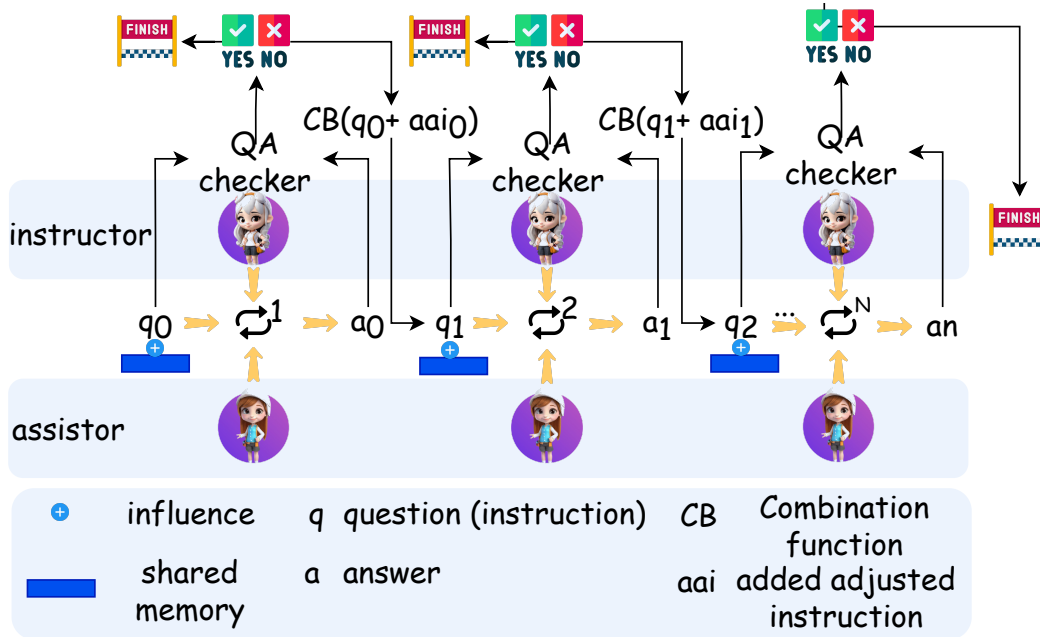 FINISH
YES NO
FINISH
YES NO
YES NO
CB(q0+ aai0)
CB(q1+ aai1)
QA
checker
QA
checker
QA
checker
FINISH
instructor
q0
1
a0
q1
2
a1
q2
...
N
an
assistor
influence
q question (instruction)
CB
Combination
function
shared
memory
a answer
aai
added adjusted
instruction